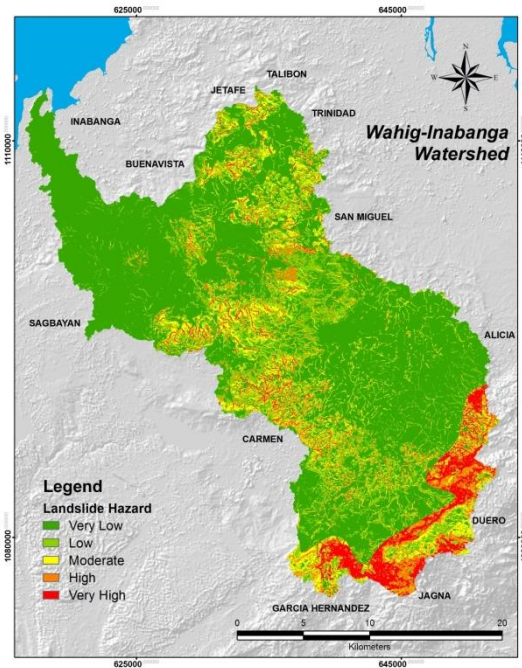 625000
645000
N
W
E
S
TALIBON
JETAFE
TRINIDAD
INABANGA
Wahig-Inabanga
Watershed
1110000
BUENAVISTA
SAN MIGUEL
SAGBAYAN
ALICIA
CARMEN
Legend
Landslide Hazard
Very Low
Low
Moderate
High
Very High
DUERO
1080000
GARCIA HERNANDEZ
JAGNA
0
5
10
20
Kilometers
625000
645000